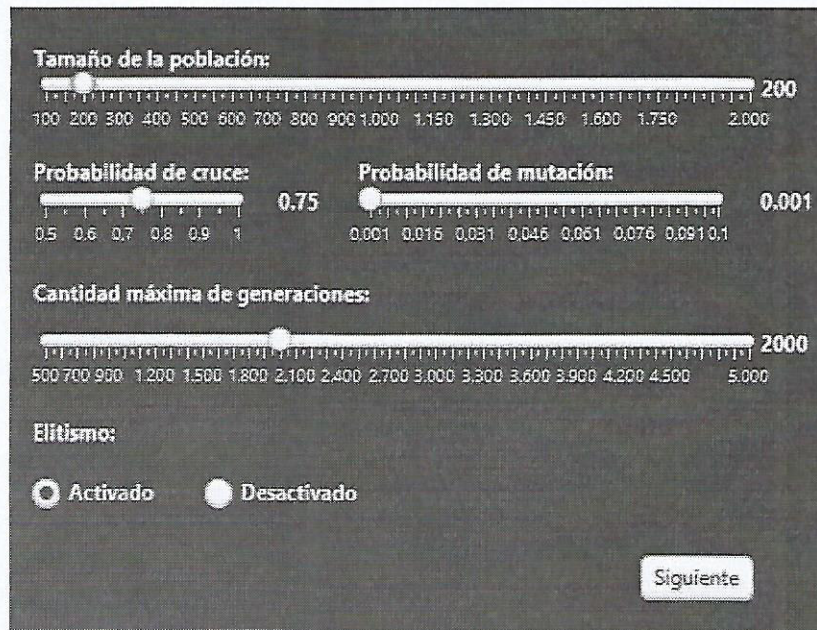 Tamaño de la población:
200
100 200 300 400 500 600 700 800 900 1.000 1.150 1.300 1.450 1.600 1.750 2.000
Probabilidad de cruce: Probabilidad de mutación:
0.75 0.001
0,5 0,6 0,7 0,8 0,9 1 0,001 0,016 0,031 0,046 0,061 0,076 0,091 0,1
Cantidad máxima de generaciones:
2000
500 700 900 1.200 1.500 1.800 2.100 2.400 2.700 3.000 3.300 3.600 3.900 4.200 4.500 5.000
Elitismo:
Activado Desactivado
Siguiente